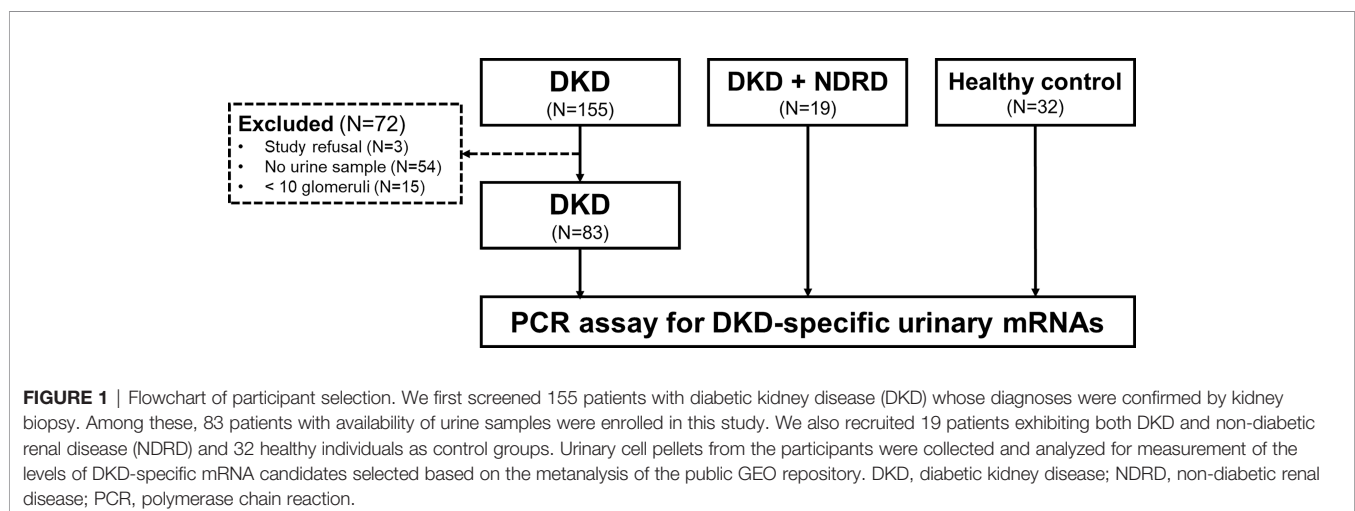 DKD
(N=155)
DKD + NDRD
(N=19)
Healthy control
(N=32)
Excluded (N=72)
• Study refusal (N=3)
• No urine sample (N=54)
• < 10 glomeruli (N=15)
DKD
(N=83)
PCR assay for DKD-specific urinary mRNAs
FIGURE 1 | Flowchart of participant selection. We first screened 155 patients with diabetic kidney disease (DKD) whose diagnoses were confirmed by kidney
biopsy. Among these, 83 patients with availability of urine samples were enrolled in this study. We also recruited 19 patients exhibiting both DKD and non-diabetic
renal disease (NDRD) and 32 healthy individuals as control groups. Urinary cell pellets from the participants were collected and analyzed for measurement of the
levels of DKD-specific mRNA candidates selected based on the metanalysis of the public GEO repository. DKD, diabetic kidney disease; NDRD, non-diabetic renal
disease; PCR, polymerase chain reaction.